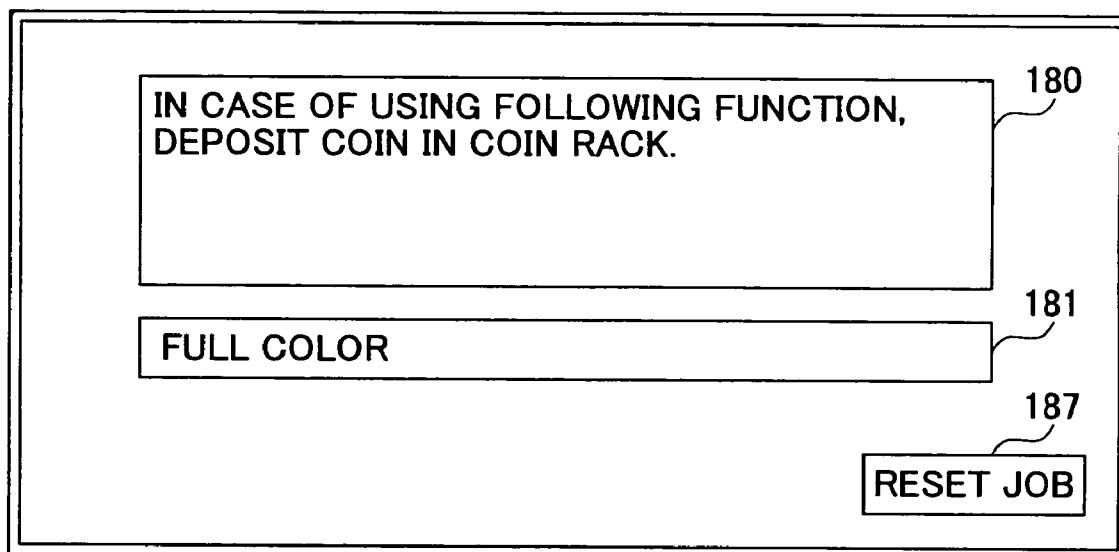 IN CASE OF USING FOLLOWING FUNCTION,
DEPOSIT COIN IN COIN RACK.
180
FULL COLOR
181
187
RESET JOB